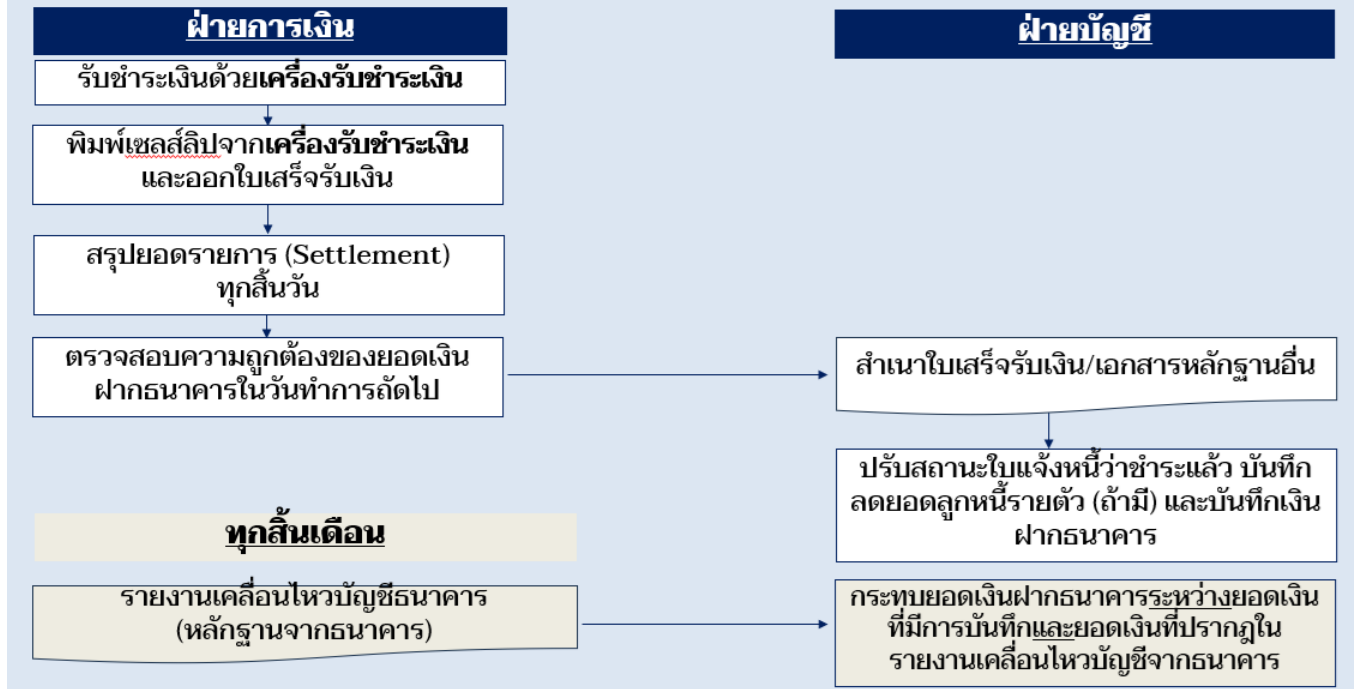 ฝ่ายการเงิน
ฝ่ายบัญชี
รับชำระเงินด้วยเครื่องรับชำระเงิน
พิมพ์เซลส์ลิปจากเครื่องรับชำระเงิน
และออกใบเสร็จรับเงิน
สรุปยอดรายการ (Settlement)
ทุกสิ้นวัน
ตรวจสอบความถูกต้องของยอดเงิน
ฝากธนาคารในวันทำการถัดไป
สำเนาใบเสร็จรับเงิน/เอกสารหลักฐานอื่น
ปรับสถานะใบแจ้งหนี้ว่าชำระแล้ว บันทึก
ลดยอดลูกหนี้รายตัว (ถ้ามี) และบันทึกเงิน
ฝากธนาคาร
ทุกสิ้นเดือน
รายงานเคลื่อนไหวบัญชีธนาคาร
(หลักฐานจากธนาคาร)
กระทบยอดเงินฝากธนาคารระหว่างยอดเงิน
ที่มีการบันทึกและยอดเงินที่ปรากฎใน
รายงานเคลื่อนไหวบัญชีจากธนาคาร